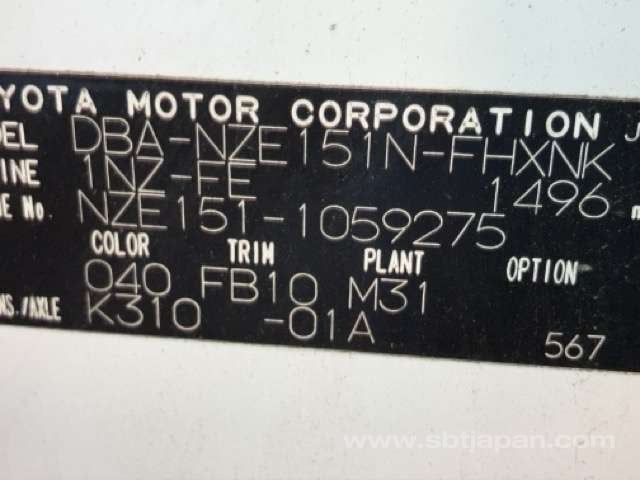 YOTA MOTOR CORPORATION J
DEL DBA-NZE151N-FHXNK
INE 1NZ-FE 1496 m
E No. NZE151-1059275
COLOR TRIM PLANT OPTION
040 FB10 M31
NS./AXLE K310 -01A
567
www.sbtjapan.com